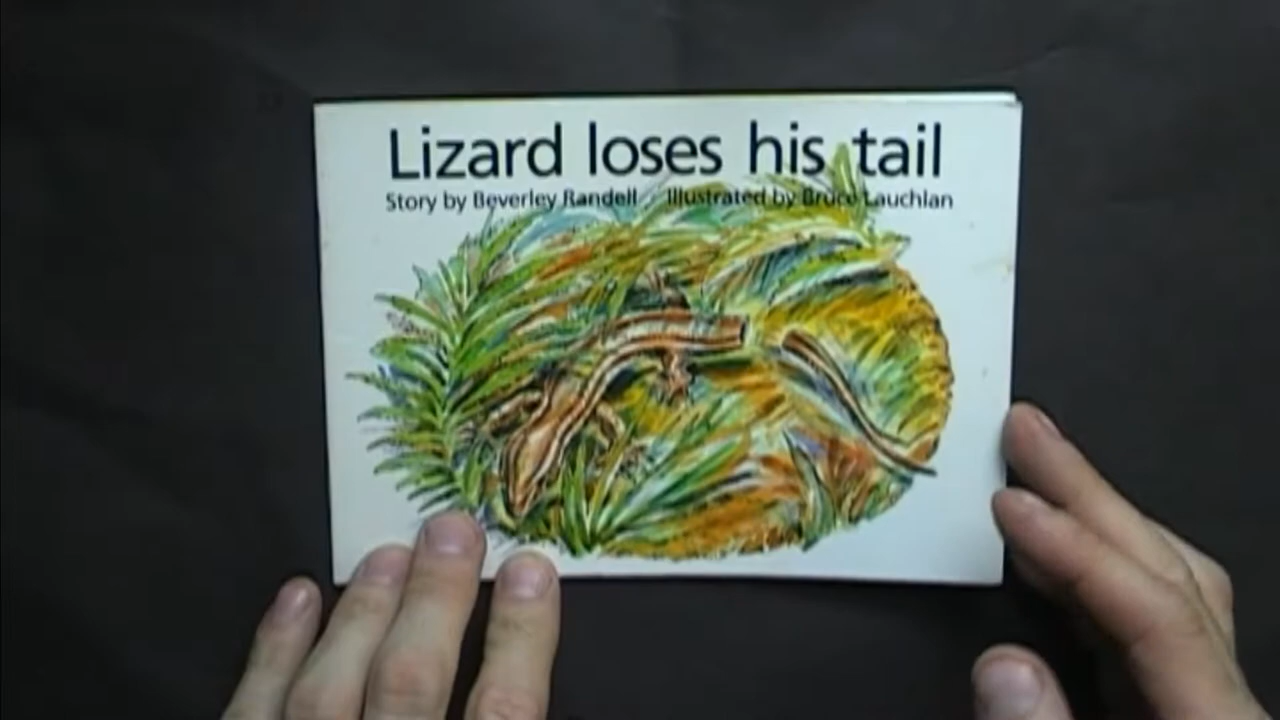 Lizard loses his tail
Story by Beverley Randell Illustrated by Bruce Lauchlan